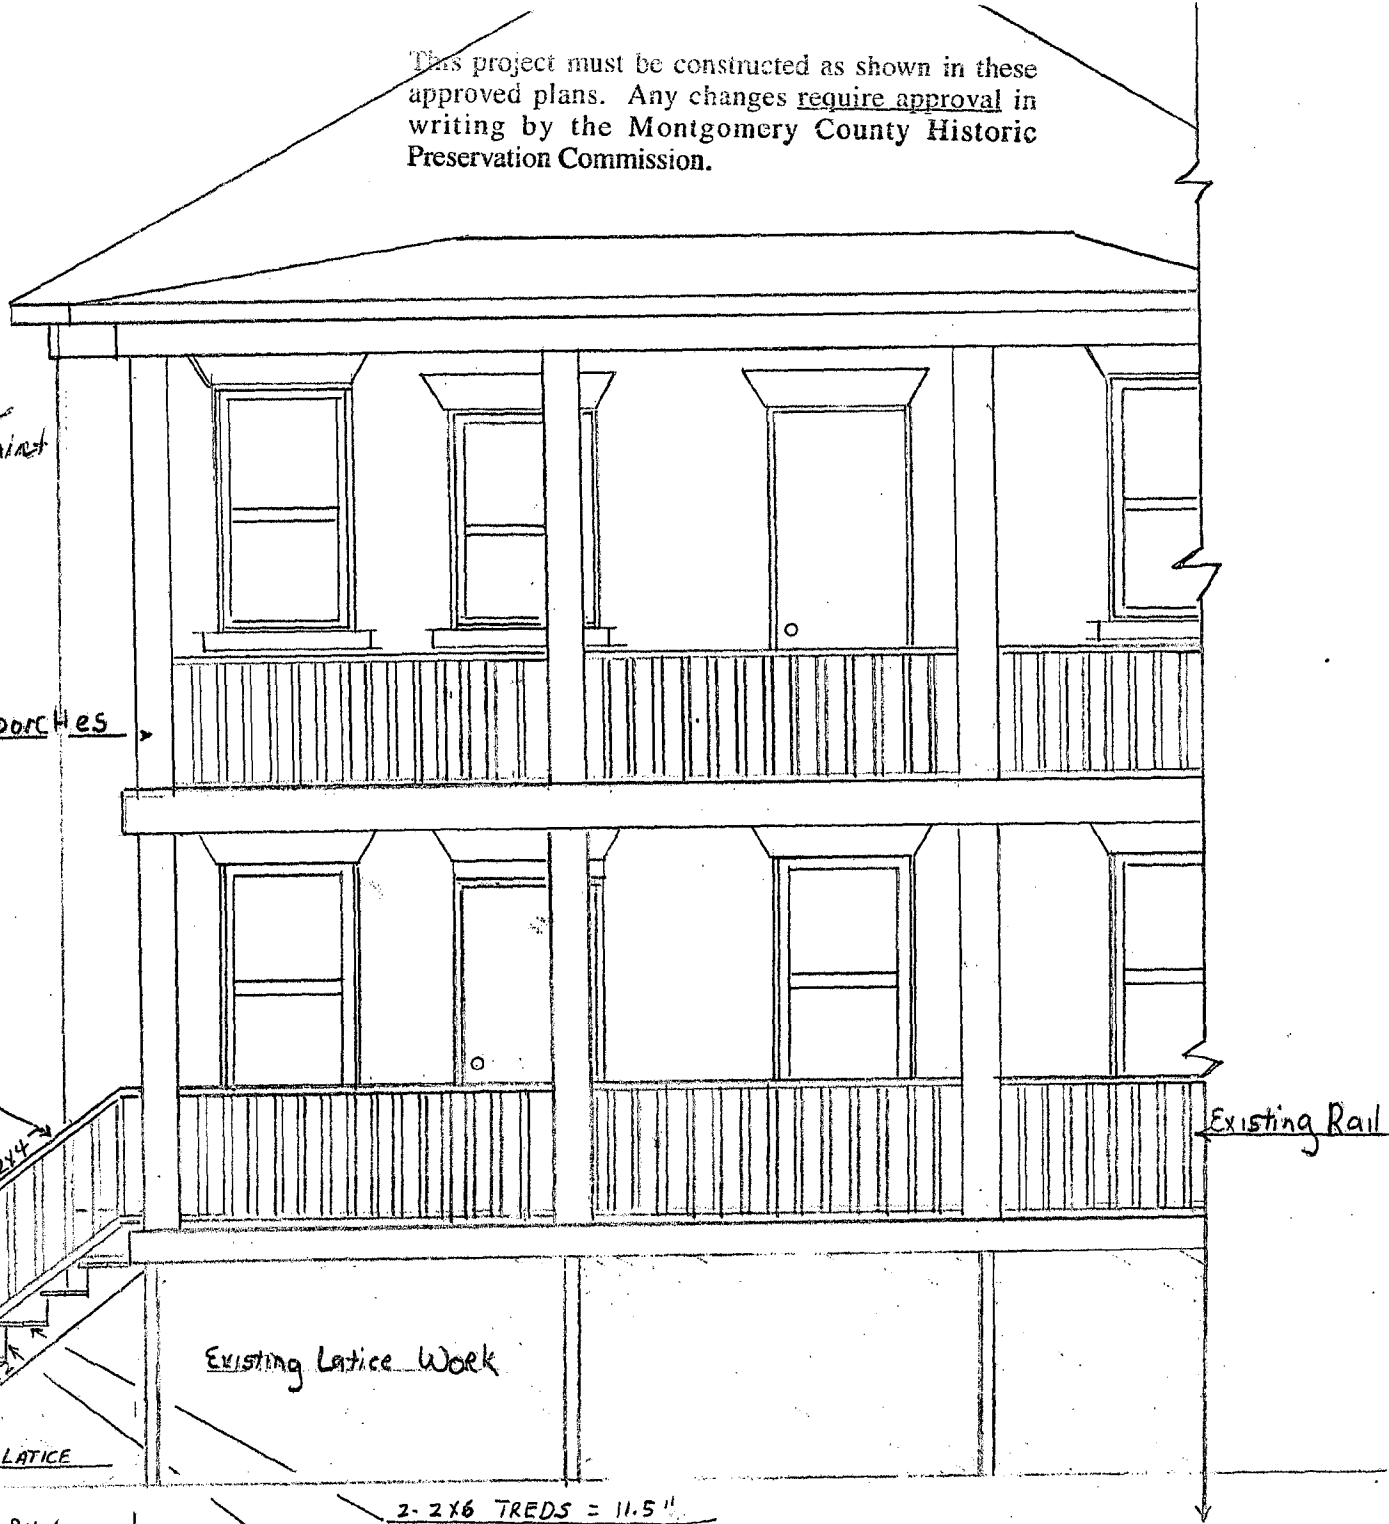 This project must be constructed as shown in these
approved plans. Any changes require approval in
writing by the Montgomery County Historic
Preservation Commission.
porches
2x4
Existing Rail
Existing Latice Work
LATICE
2- 2x6 TREDS = 11.5"